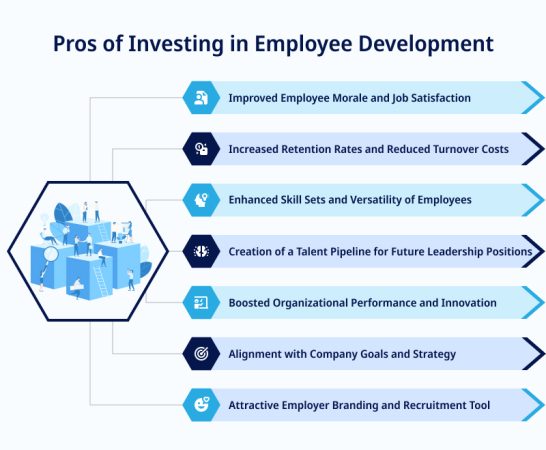 Pros of Investing in Employee Development
Improved Employee Morale and Job Satisfaction
Increased Retention Rates and Reduced Turnover Costs
Enhanced Skill Sets and Versatility of Employees
Creation of a Talent Pipeline for Future Leadership Positions
Boosted Organizational Performance and Innovation
Alignment with Company Goals and Strategy
Attractive Employer Branding and Recruitment Tool